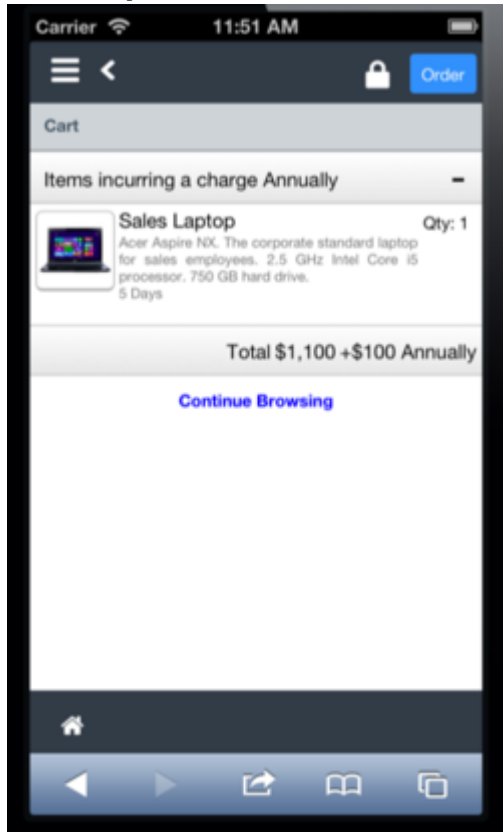 Carrier 11:51 AM
Order
Cart
Items incurring a charge Annually
Sales Laptop Qty: 1
Acer Aspire NX. The corporate standard laptop
for sales employees. 2.5 GHz Intel Core i5
processor. 750 GB hard drive.
5 Days
Total $1,100 +$100 Annually
Continue Browsing